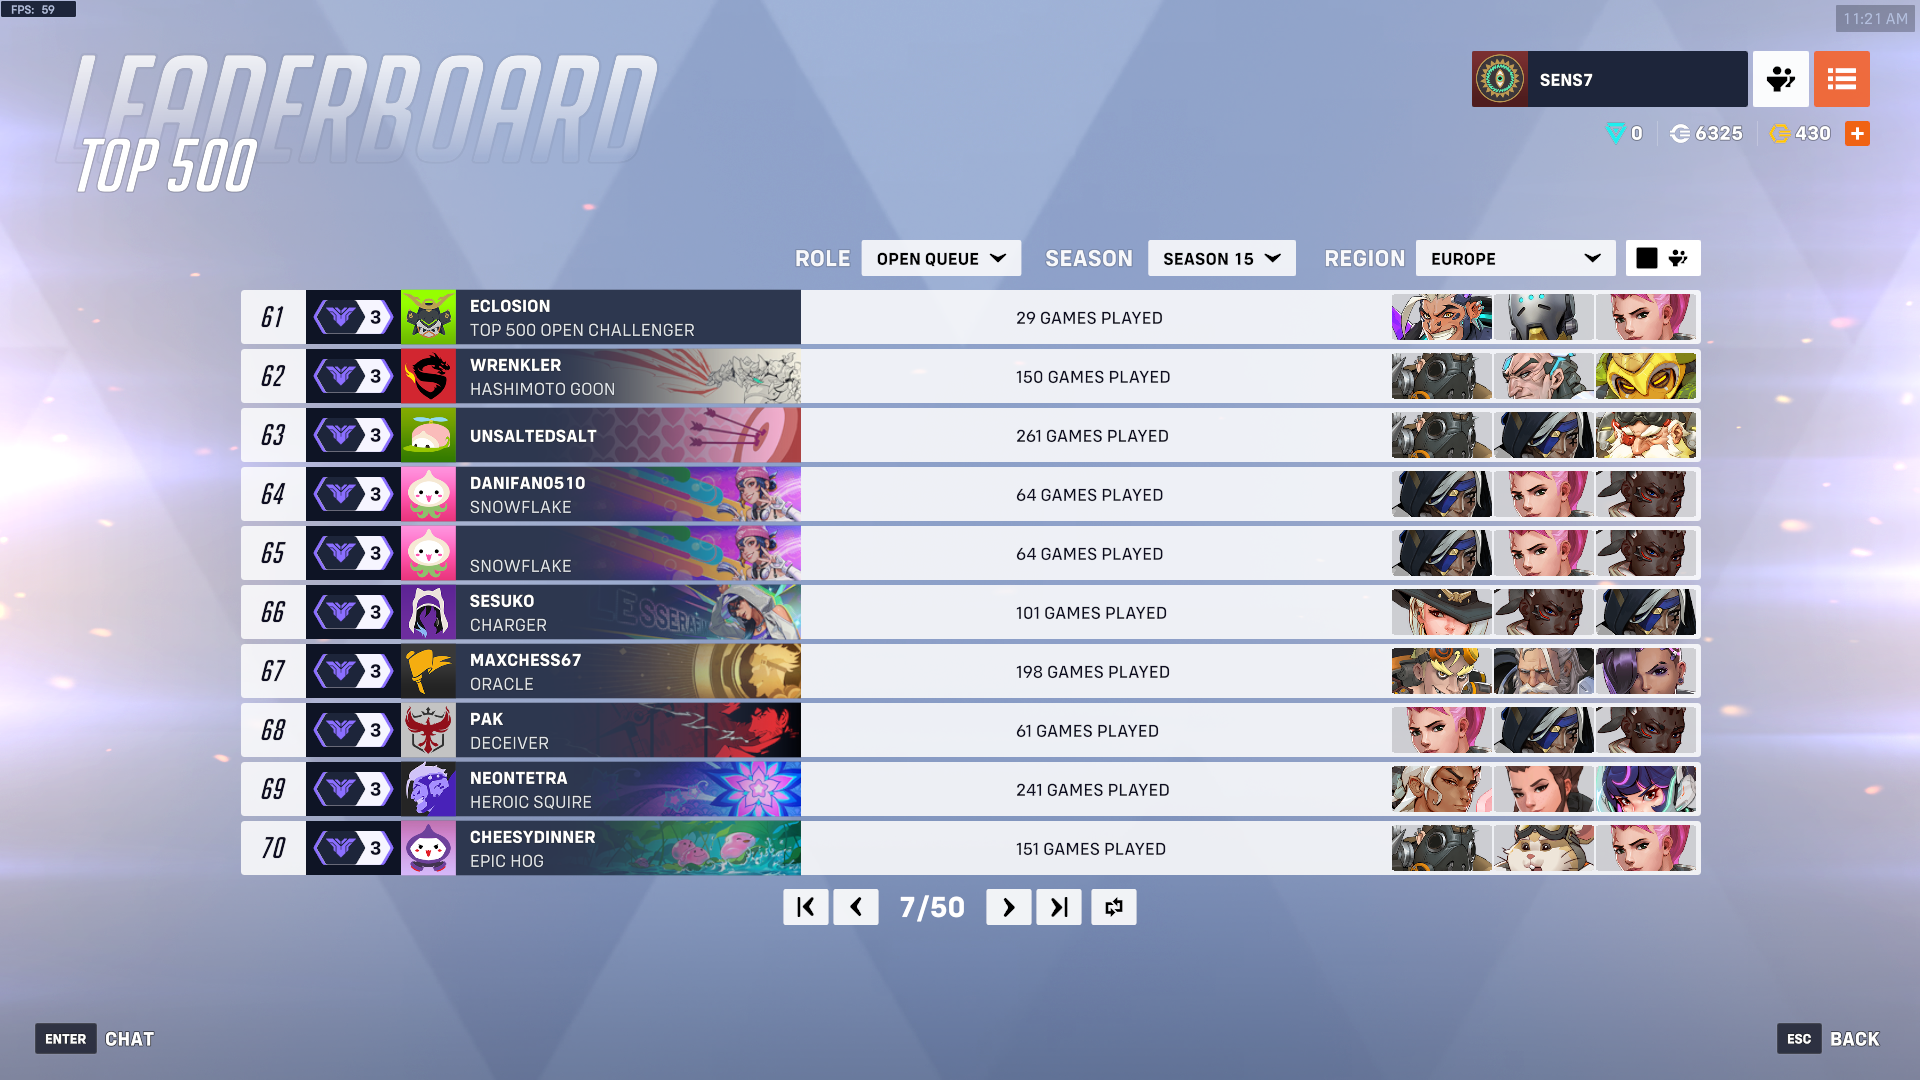 FPS: 59
11:21 AM
LEADERBOARD
TOP 500
SENS7
0
6325
430
ROLE OPEN QUEUE SEASON SEASON 15 REGION EUROPE
61 3 ECLOSION 29 GAMES PLAYED
TOP 500 OPEN CHALLENGER
62 3 WRENKLER 150 GAMES PLAYED
HASHIMOTO GOON
63 3 UNSALTEDSALT 261 GAMES PLAYED
64 3 DANIFAN0510 64 GAMES PLAYED
SNOWFLAKE
65 3 64 GAMES PLAYED
SNOWFLAKE
66 3 SESUKO 101 GAMES PLAYED
CHARGER
ESSERAFIM
67 3 MAXCHESS67 198 GAMES PLAYED
ORACLE
68 3 PAK 61 GAMES PLAYED
DECEIVER
69 3 NEONTETRA 241 GAMES PLAYED
HEROIC SQUIRE
70 3 CHEESYDINNER 151 GAMES PLAYED
EPIC HOG
7/50
ENTER CHAT
ESC BACK